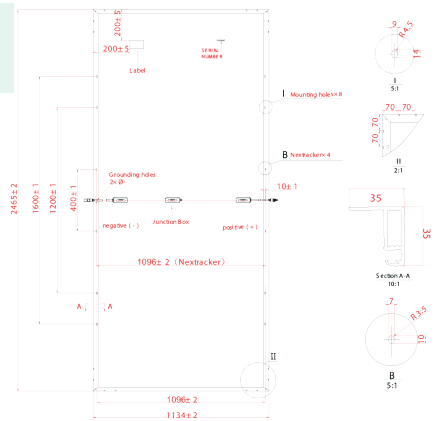 200±5
200±5
Label
SERIAL
NUMBER
I
Mounting holes×8
B
Nextracker×4
Grounding holes
2×Ø
10±1
negative ( - )
Junction Box
positive ( + )
1096±2（Nextracker）
2465±2
1600±1
1200±1
400±1
A
A
II
1096±2
1134±2
9
R4.5
14
I
5:1
70
70
70
70
II
2:1
35
35
Section A-A
10:1
7
R3.5
10
B
5:1